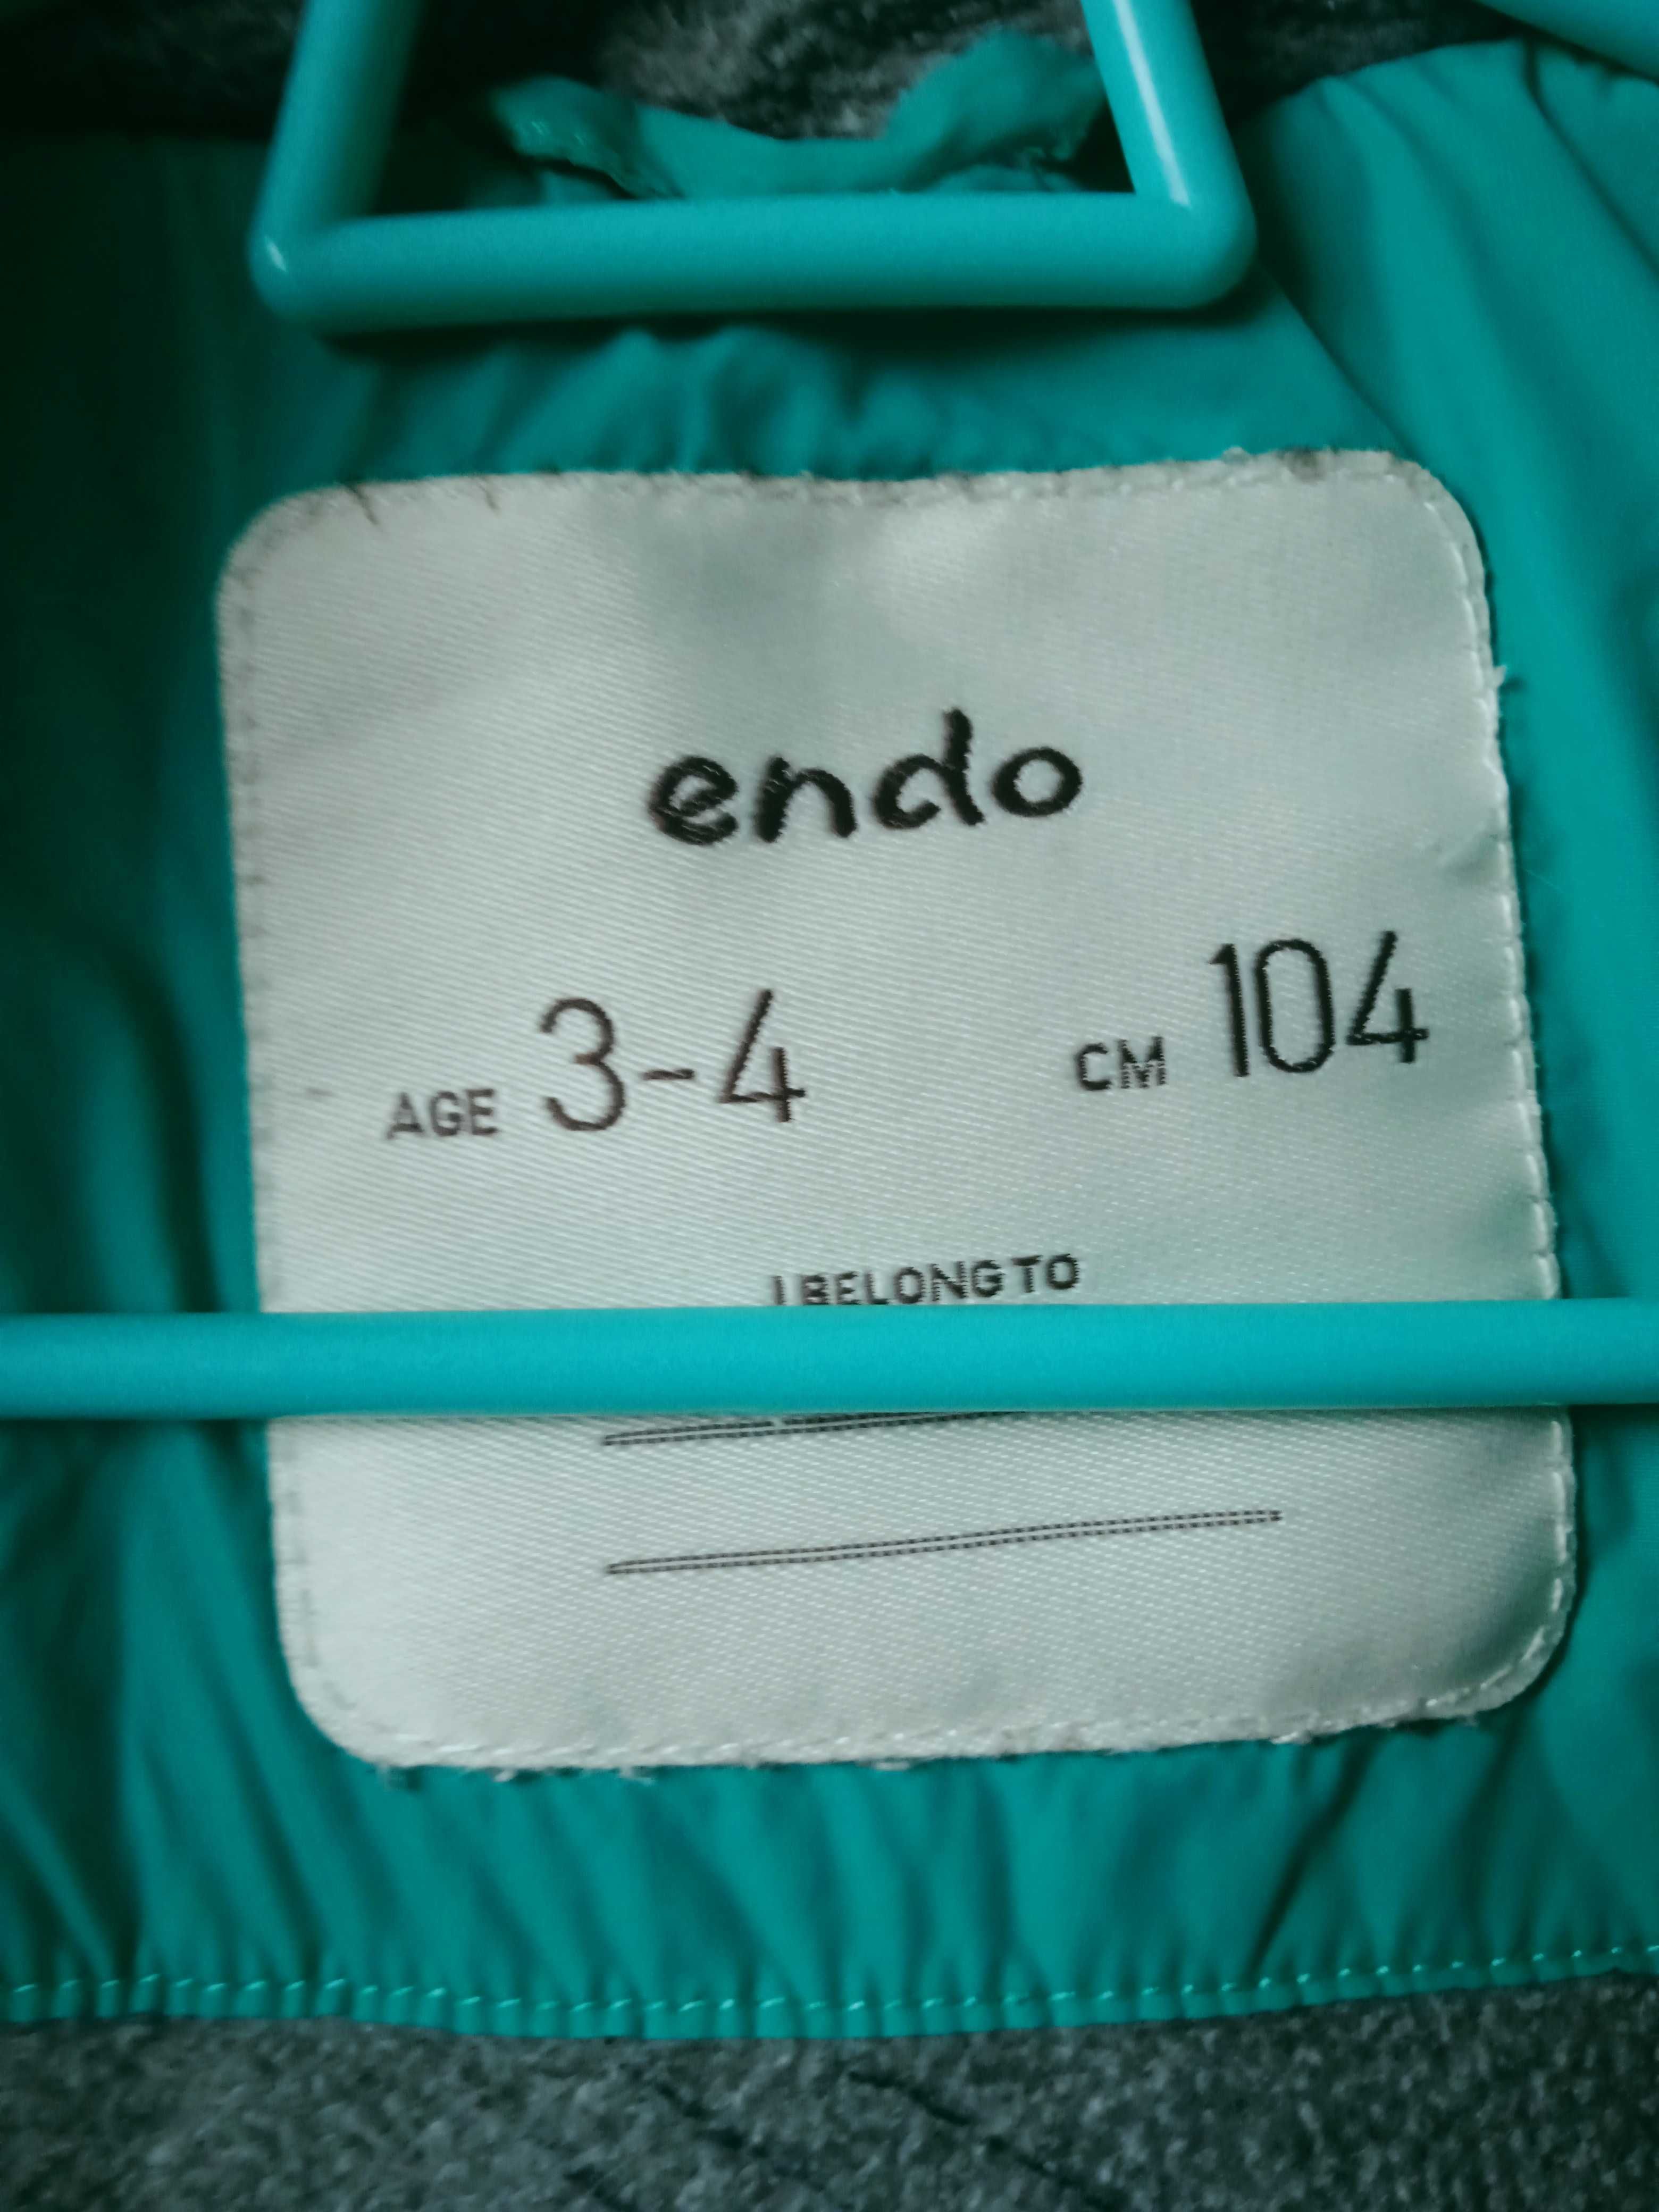 endo
AGE 3-4 CM 104
I BELONG TO